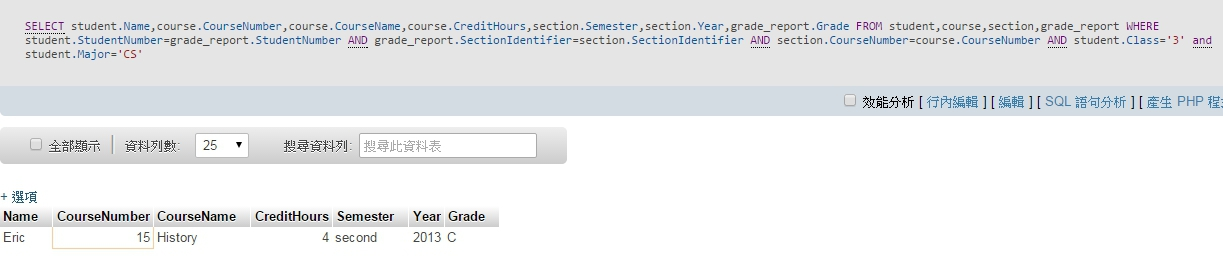 SELECT student.Name,course.CourseNumber,course.CourseName,course.CreditHours,section.Semester,section.Year,grade_report.Grade FROM student,course,section,grade_report WHERE
student.StudentNumber=grade_report.StudentNumber AND grade_report.SectionIdentifier=section.SectionIdentifier AND section.CourseNumber=course.CourseNumber AND student.Class='3' and
student.Major='CS'
效能分析 [ 行內編輯 ] [ 編輯 ] [ SQL 語句分析 ] [ 產生 PHP
全部顯示 資料列數: 25 搜尋資料列: 搜尋此資料表
+ 選項
Name CourseNumber CourseName CreditHours Semester Year Grade
Eric 15 History 4 second 2013 C